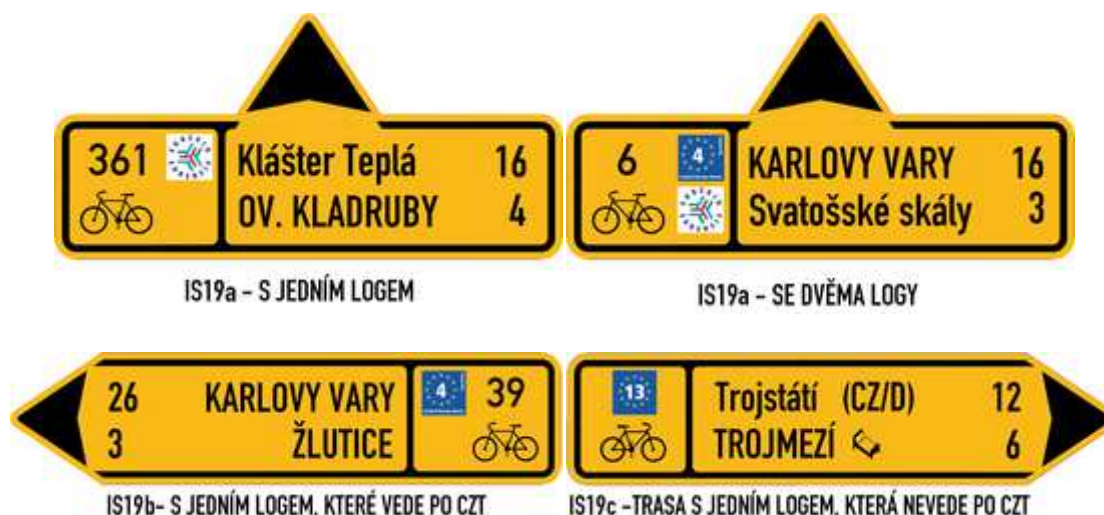 361 Klášter Teplá 16
OV. KLADRUBY 4
IS19a - S JEDNÍM LOGEM
6 4 KARLOVY VARY 16
Svatošské skály 3
IS19a - SE DVĚMA LOGY
26 KARLOVY VARY 4 39
3 ŽLUTICE
IS19b- S JEDNÍM LOGEM, KTERÉ VEDE PO CZT
13 Trojstátí (CZ/D) 12
TROJMEZÍ 6
IS19c -TRASA S JEDNÍM LOGEM, KTERÁ NEVEDE PO CZT